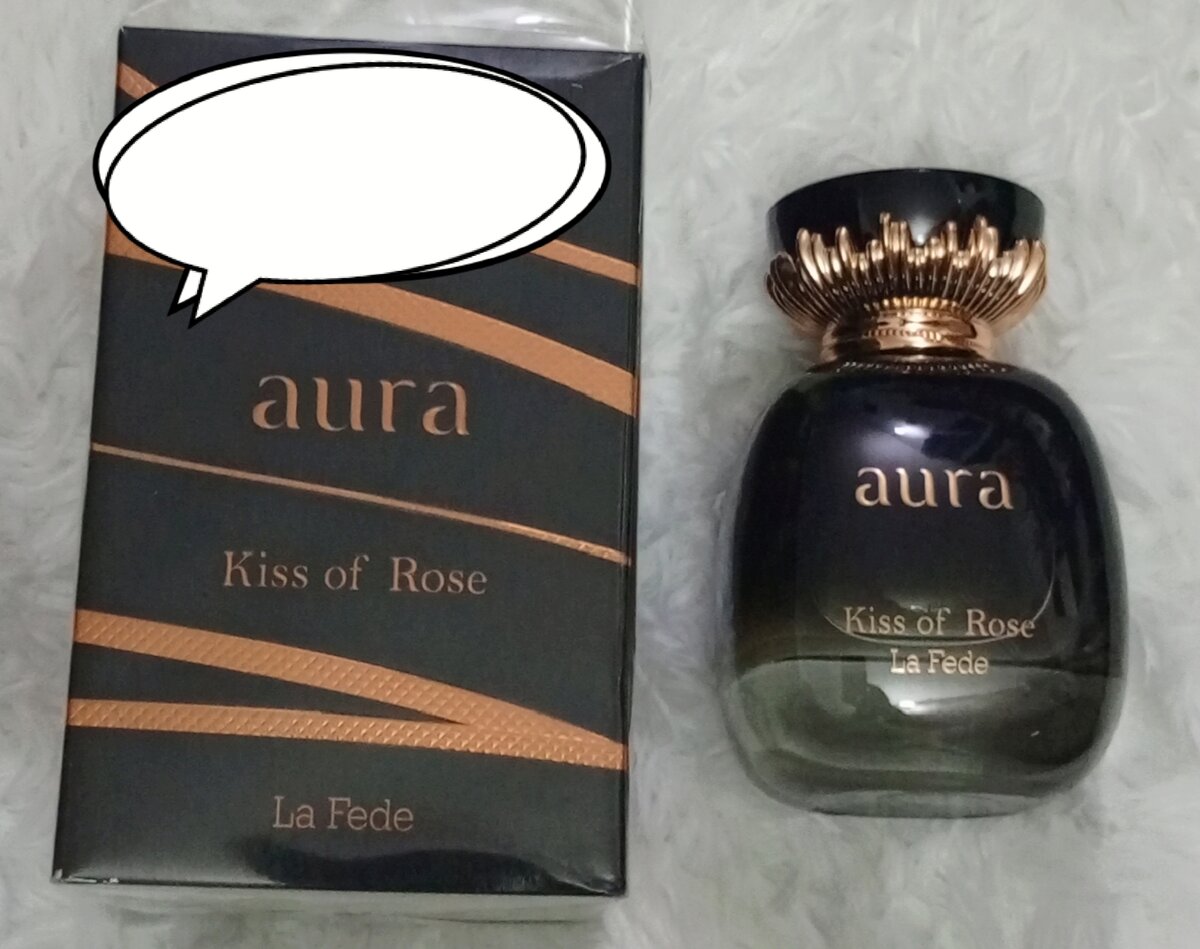 aura
Kiss of Rose
La Fede
aura
Kiss of Rose
La Fede